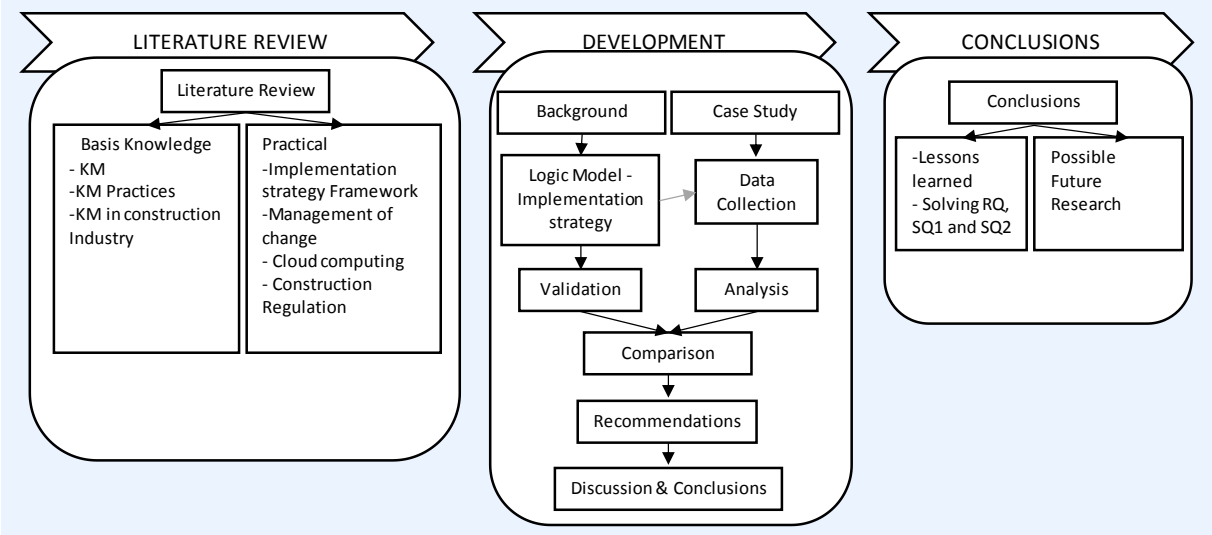 LITERATURE REVIEW
Literature Review
Basis Knowledge
- KM
-KM Practices
-KM in construction
Industry
Practical
-Implementation
strategy Framework
-Management of
change
- Cloud computing
- Construction
Regulation
DEVELOPMENT
Background
Case Study
Logic Model -
Implementation
strategy
Data
Collection
Validation
Analysis
Comparison
Recommendations
Discussion & Conclusions
CONCLUSIONS
Conclusions
-Lessons
learned
- Solving RQ,
SQ1 and SQ2
Possible
Future
Research